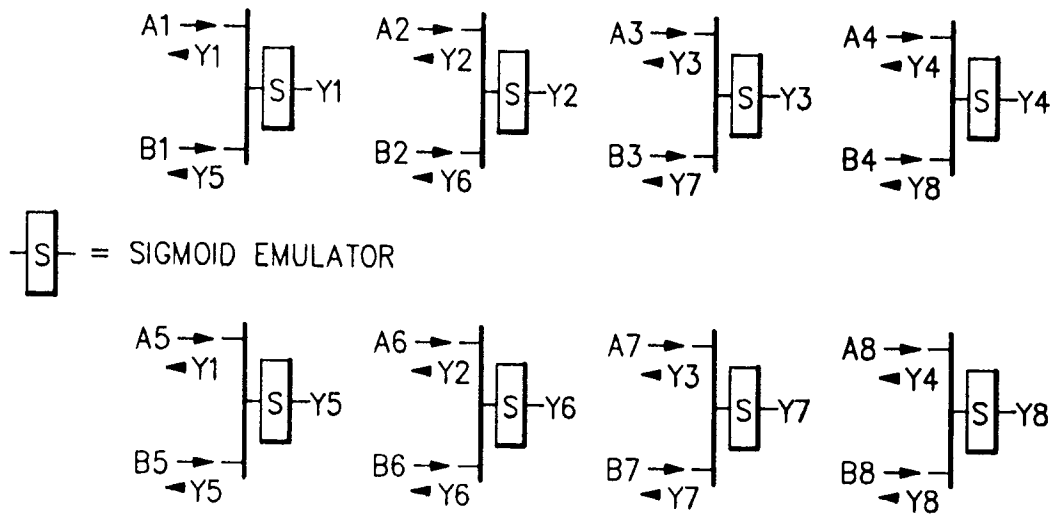 A1 A2 A3 A4
Y1 Y2 Y3 Y4
S Y1 S Y2 S Y3 S Y4
B1 B2 B3 B4
Y5 Y6 Y7 Y8
S = SIGMOID EMULATOR
A5 A6 A7 A8
Y1 Y2 Y3 Y4
S Y5 S Y6 S Y7 S Y8
B5 B6 B7 B8
Y5 Y6 Y7 Y8